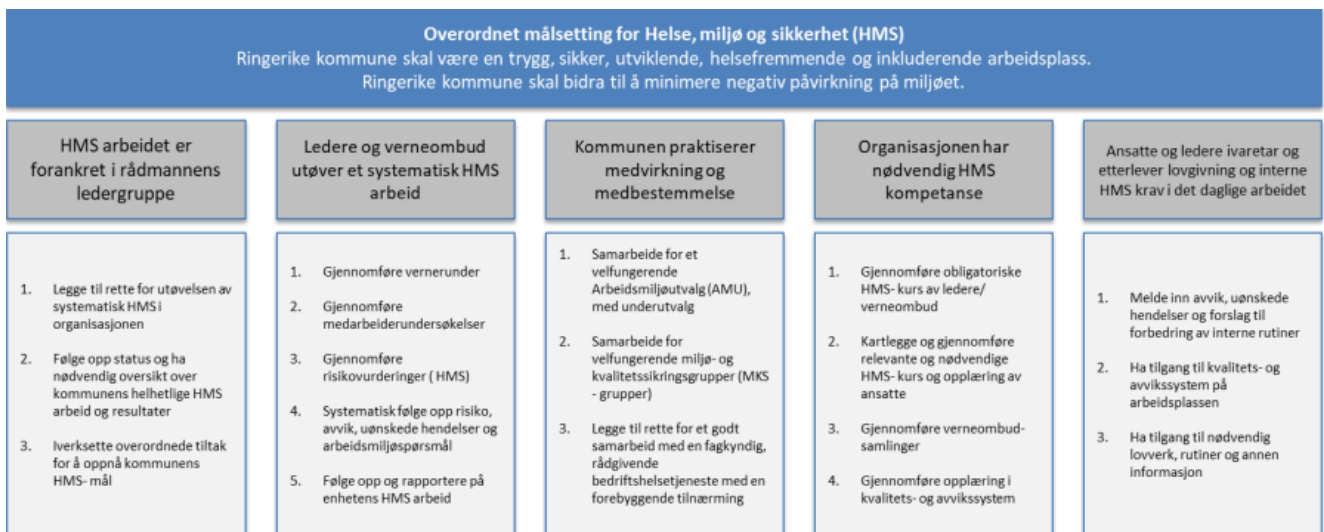 Overordnet målsetting for Helse, miljø og sikkerhet (HMS)
Ringerike kommune skal være en trygg, sikker, utviklende, helsefremmende og inkluderende arbeidsplass.
Ringerike kommune skal bidra til å minimere negativ påvirkning på miljøet.
HMS arbeidet er
forankret i rådmannens
ledergruppe
1. Legge til rette for utøvelsen av
systematisk HMS i
organisasjonen
2. Følge opp status og ha
nødvendig oversikt over
kommunens helhetlige HMS
arbeid og resultater
3. Iverksette overordnede tiltak
for å oppnå kommunens
HMS- mål
Ledere og verneombud
utøver et systematisk HMS
arbeid
1. Gjennomføre vernerunder
2. Gjennomføre
medarbeiderundersøkelser
3. Gjennomføre
risikovurderinger ( HMS)
4. Systematisk følge opp risiko,
avvik, uønskede hendelser og
arbeidsmiljøspørsmål
5. Følge opp og rapportere på
enhetens HMS arbeid
Kommunen praktiserer
medvirkning og
medbestemmelse
1. Samarbeide for et
velfungerende
Arbeidsmiljøutvalg (AMU),
med underutvalg
2. Samarbeide for
velfungerende miljø- og
kvalitetssikringsgrupper (MKS
- grupper)
3. Legge til rette for et godt
samarbeid med en fagkyndig,
rådgivende
bedriftshelsetjeneste med en
forebyggende tilnærming
Organisasjonen har
nødvendig HMS
kompetanse
1. Gjennomføre obligatoriske
HMS- kurs av ledere/
verneombud
2. Kartlegge og gjennomføre
relevante og nødvendige
HMS- kurs og opplæring av
ansatte
3. Gjennomføre verneombud-
samlinger
4. Gjennomføre opplæring i
kvalitets- og avvikssystem
Ansatte og ledere ivaretar og
etterlever lovgivning og interne
HMS krav i det daglige arbeidet
1. Melde inn avvik, uønskede
hendelser og forslag til
forbedring av interne rutiner
2. Ha tilgang til kvalitets- og
avvikssystem på
arbeidsplassen
3. Ha tilgang til nødvendig
lovverk, rutiner og annen
informasjon